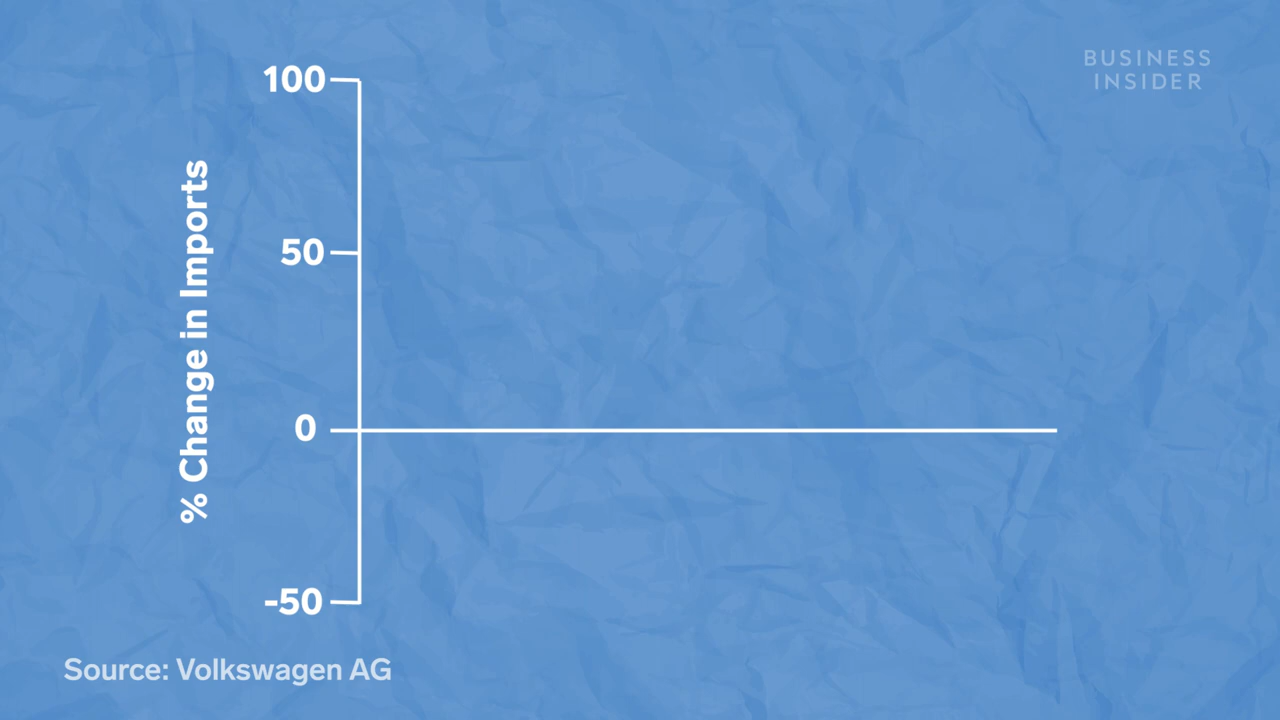 BUSINESS
INSIDER
100
50
0
-50
% Change in Imports
Source: Volkswagen AG